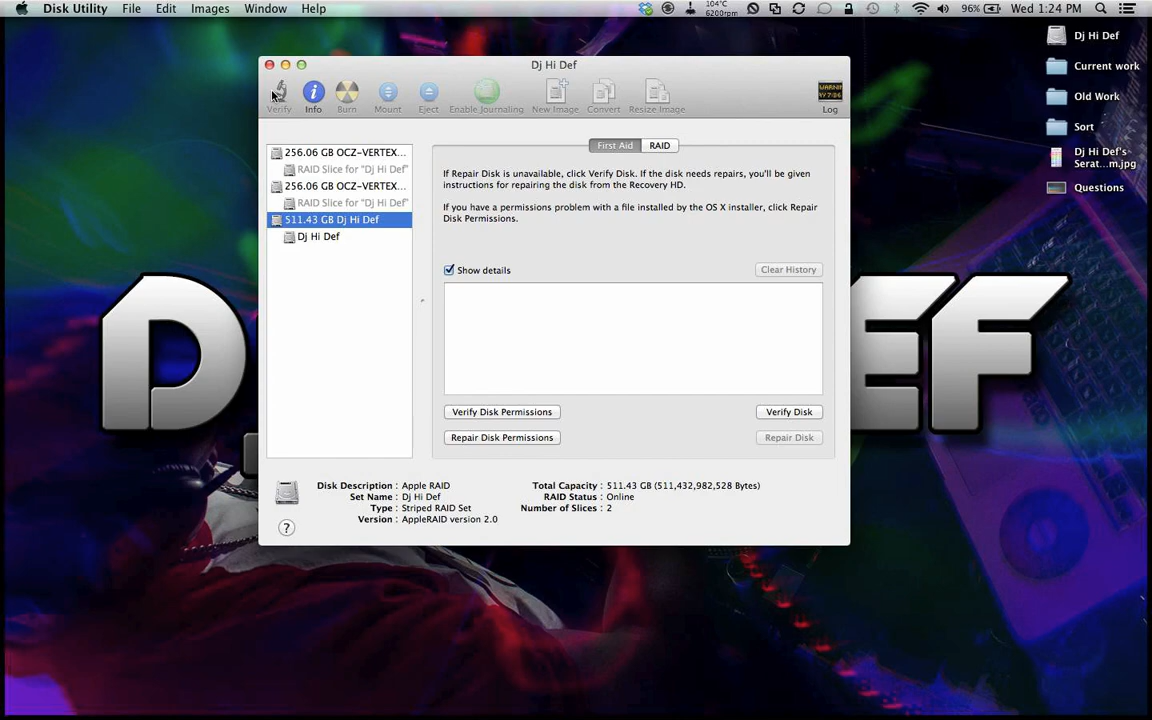 Disk Utility File Edit Images Window Help
104°C
6200rpm
96% Wed 1:24 PM
Dj Hi Def
Verify Info Burn Mount Eject Enable Journaling New Image Convert Resize Image Log
WARNIN
AY 7:36
256.06 GB OCZ-VERTEX...
RAID Slice for "Dj Hi Def"
256.06 GB OCZ-VERTEX...
RAID Slice for "Dj Hi Def"
511.43 GB Dj Hi Def
Dj Hi Def
First Aid RAID
If Repair Disk is unavailable, click Verify Disk. If the disk needs repairs, you'll be given
instructions for repairing the disk from the Recovery HD.
If you have a permissions problem with a file installed by the OS X installer, click Repair
Disk Permissions.
Show details
Clear History
Verify Disk Permissions
Verify Disk
Repair Disk Permissions
Repair Disk
Disk Description : Apple RAID
Set Name : Dj Hi Def
Type : Striped RAID Set
Version : AppleRAID version 2.0
Total Capacity : 511.43 GB (511,432,982,528 Bytes)
RAID Status : Online
Number of Slices : 2
?
Dj Hi Def
Current work
Old Work
Sort
Dj Hi Def's
Serat...m.jpg
Questions
D EF